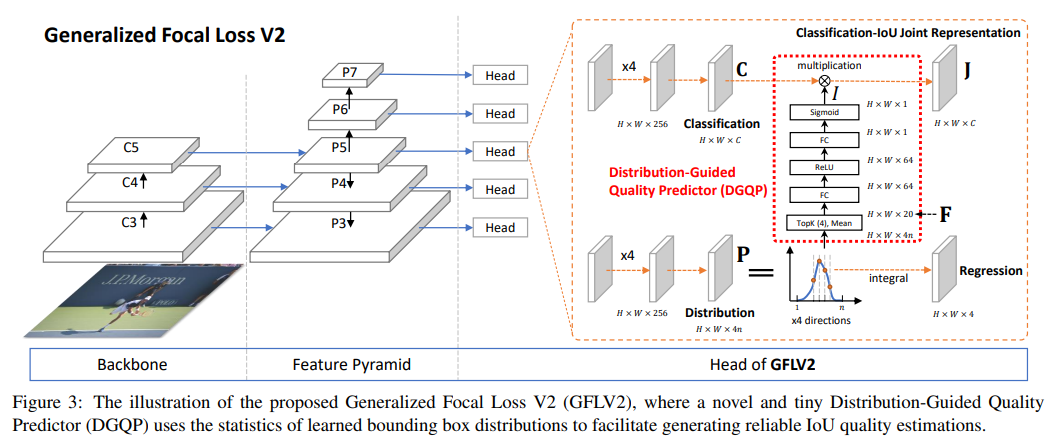 Generalized Focal Loss V2
Classification-IoU Joint Representation
P7
Head
x4
C
multiplication
J
P6
Head
I
H × W × 1
Sigmoid
H × W × 256
Classification
H × W × C
H × W × C
C5
P5
Head
FC
H × W × 1
ReLU
H × W × 64
Distribution-Guided
Quality Predictor (DGQP)
C4
P4
Head
FC
H × W × 64
C3
P3
Head
TopK (4), Mean
H × W × 20
F
H × W × 4n
x4
P
integral
Regression
J.P.Morgan
H × W × 256
Distribution
H × W × 4n
1
n
x4 directions
H × W × 4
Backbone
Feature Pyramid
Head of GFLV2
Figure 3: The illustration of the proposed Generalized Focal Loss V2 (GFLV2), where a novel and tiny Distribution-Guided Quality
Predictor (DGQP) uses the statistics of learned bounding box distributions to facilitate generating reliable IoU quality estimations.